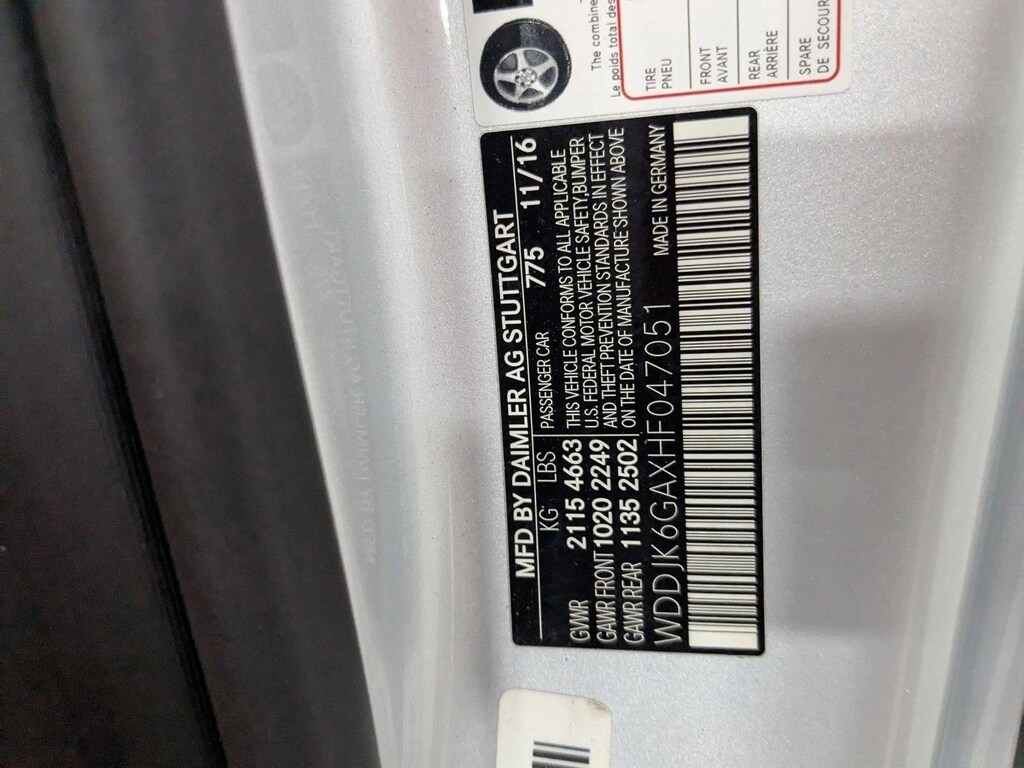 MFD BY DAIMLER AG STUTTGART
KG LBS PASSENGER CAR 775 11/16
GVWR 2115 4663 THIS VEHICLE CONFORMS TO ALL APPLICABLE
GAWR FRONT 1020 2249 U.S. FEDERAL MOTOR VEHICLE SAFETY,BUMPER
GAWR REAR 1135 2502 AND THEFT PREVENTION STANDARDS IN EFFECT
ON THE DATE OF MANUFACTURE SHOWN ABOVE
WDDJK6GAXHF047051 MADE IN GERMANY
The combine
Le poids total des
TIRE
PNEU
FRONT
AVANT
REAR
ARRIÈRE
SPARE
DE SECOUR